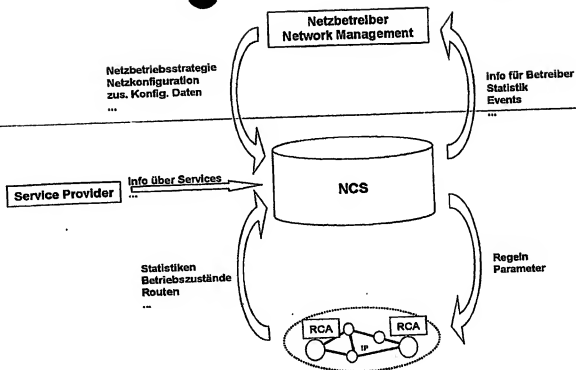 Netzbetreiber
Network Management
Netzbetriebsstrategie
Netzkonfiguration
zus. Konfig. Daten
...
Info für Betreiber
Statistik
Events
...
Service Provider
Info über Services
...
NCS
Statistiken
Betriebszustände
Routen
...
Regeln
Parameter
RCA
RCA
IP